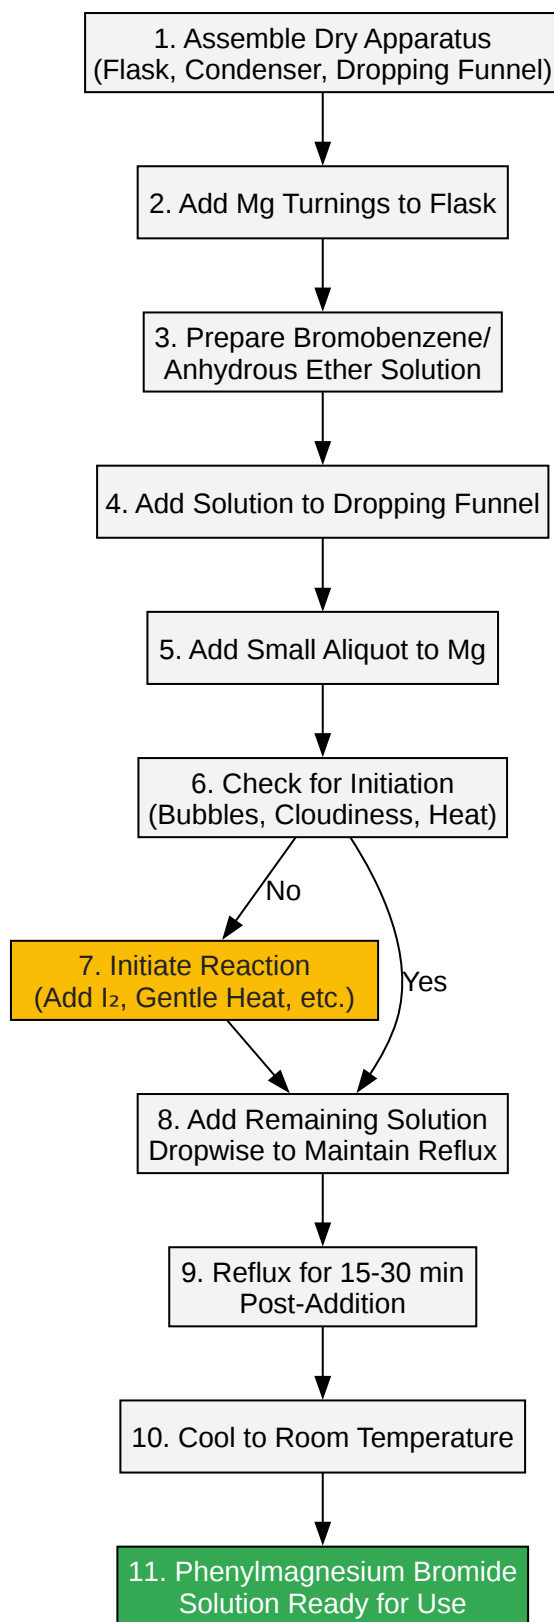 1. Assemble Dry Apparatus
(Flask, Condenser, Dropping Funnel)
2. Add Mg Turnings to Flask
3. Prepare Bromobenzene/
Anhydrous Ether Solution
4. Add Solution to Dropping Funnel
5. Add Small Aliquot to Mg
6. Check for Initiation
(Bubbles, Cloudiness, Heat)
No
7. Initiate Reaction
(Add I₂, Gentle Heat, etc.)
Yes
8. Add Remaining Solution
Dropwise to Maintain Reflux
9. Reflux for 15-30 min
Post-Addition
10. Cool to Room Temperature
11. Phenylmagnesium Bromide
Solution Ready for Use